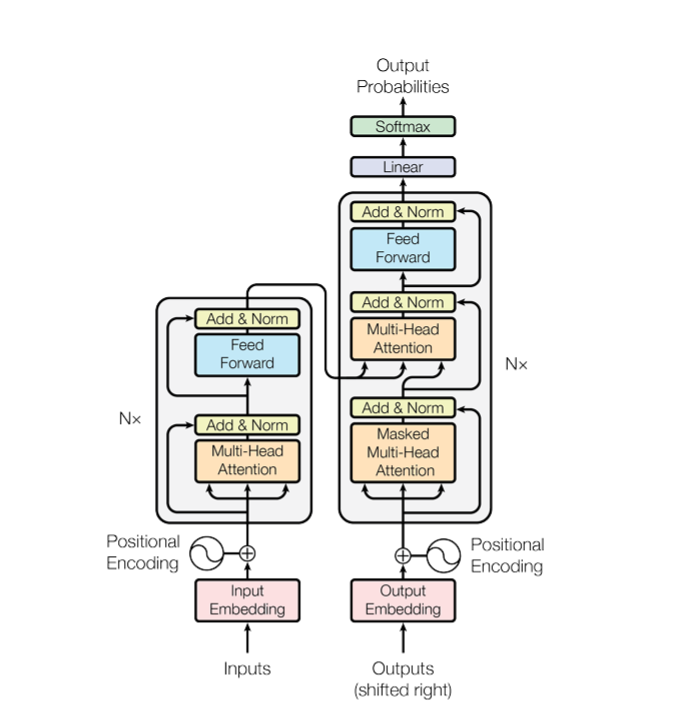 Output
Probabilities
Softmax
Linear
Add & Norm
Feed
Forward
Add & Norm
Multi-Head
Attention
Add & Norm
Masked
Multi-Head
Attention
N×
Positional
Encoding
Output
Embedding
Outputs
(shifted right)
Add & Norm
Feed
Forward
Add & Norm
Multi-Head
Attention
N×
Positional
Encoding
Input
Embedding
Inputs